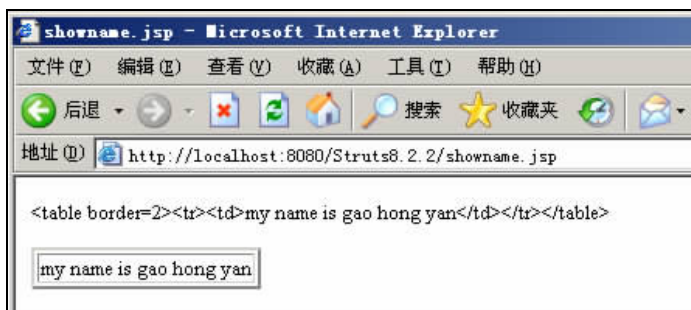 shownname.jsp - Microsoft Internet Explorer
文件(F) 编辑(E) 查看(V) 收藏(A) 工具(T) 帮助(H)
后退 搜索 收藏夹
地址(D) http://localhost:8080/Struts8.2.2/showname.jsp
<table border=2><tr><td>my name is gao hong yan</td></tr></table>
my name is gao hong yan